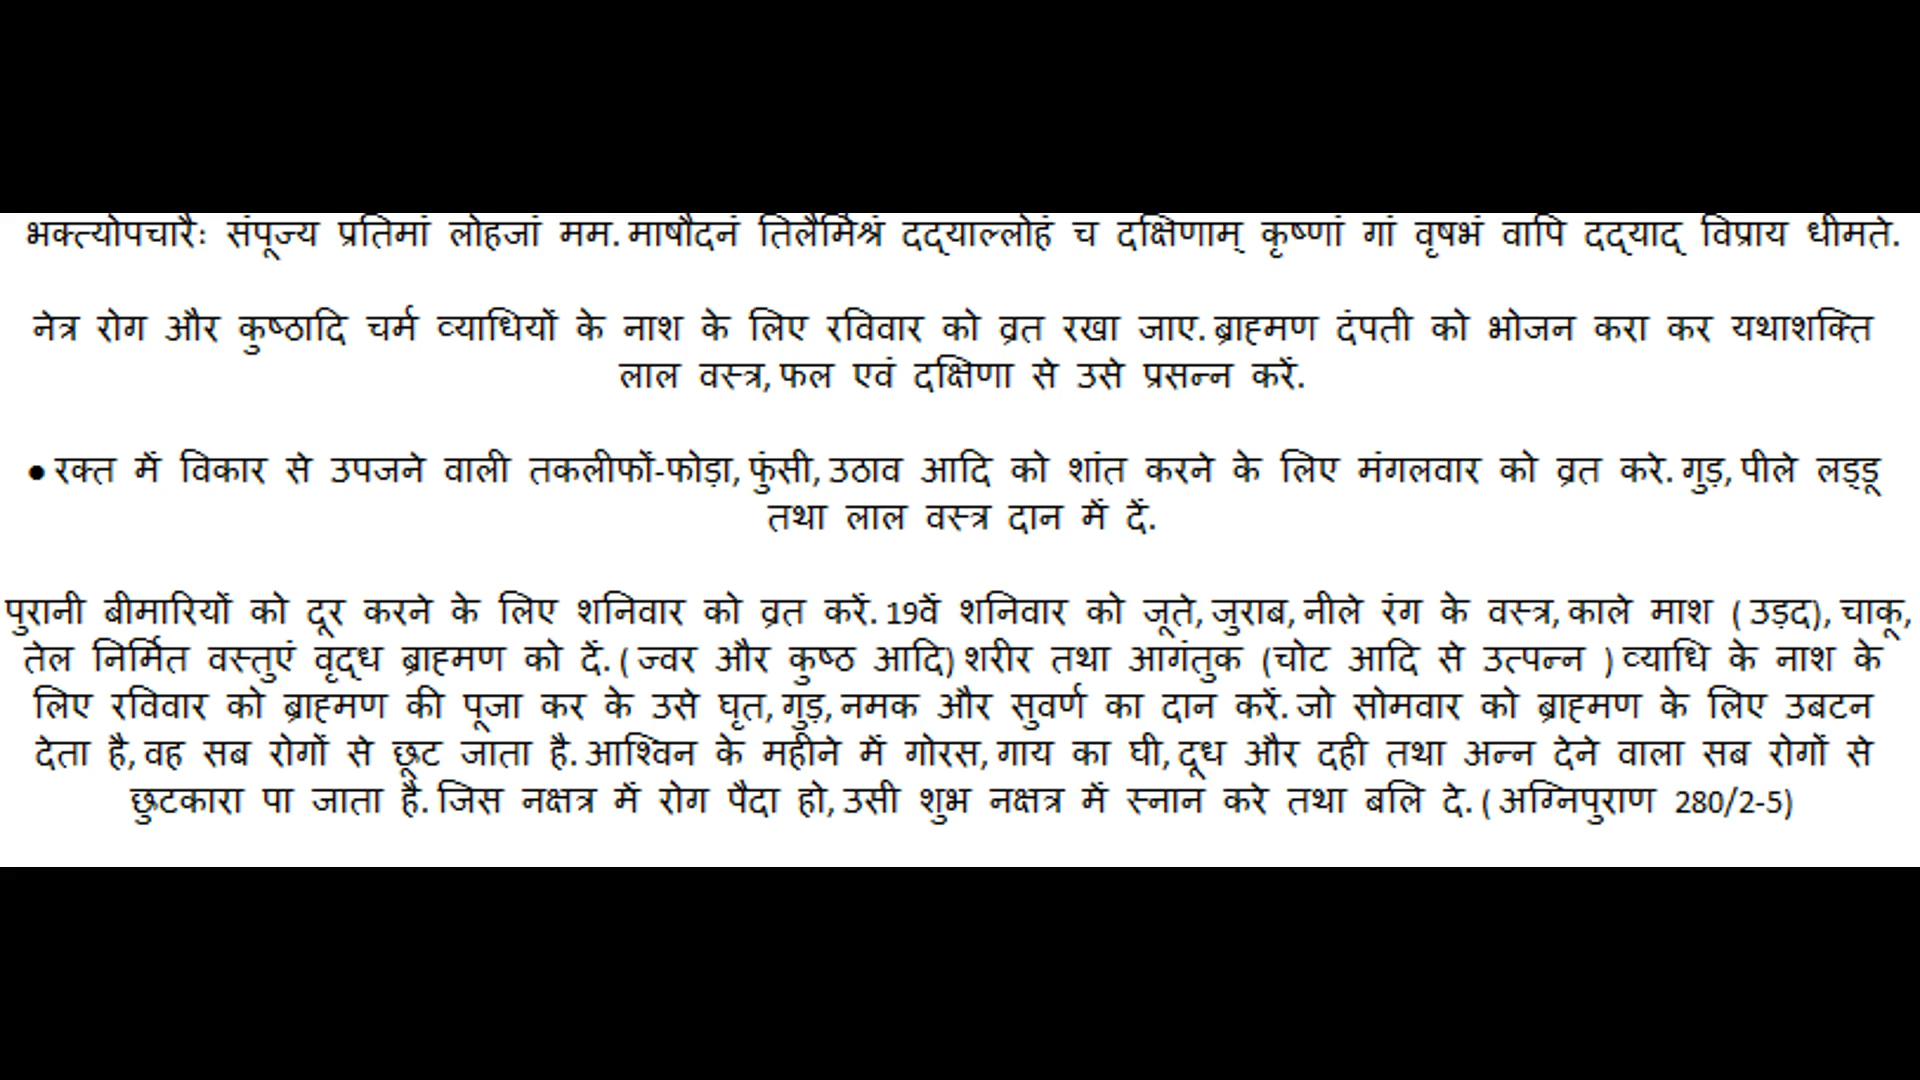 भक्त्योपचारैः संपूज्य प्रतिमां लोहजां मम. माषौदनं तिलैर्मिश्रं दद्याल्लोहं च दक्षिणाम् कृष्णां गां वृषभं वापि दद्याद् विप्राय धीमते.
नेत्र रोग और कुष्ठादि चर्म व्याधियों के नाश के लिए रविवार को व्रत रखा जाए. ब्राह्मण दंपती को भोजन करा कर यथाशक्ति
लाल वस्त्र, फल एवं दक्षिणा से उसे प्रसन्न करें.
● रक्त में विकार से उपजने वाली तकलीफों-फोड़ा, फुंसी, उठाव आदि को शांत करने के लिए मंगलवार को व्रत करे. गुड़, पीले लड्डू
तथा लाल वस्त्र दान में दें.
पुरानी बीमारियों को दूर करने के लिए शनिवार को व्रत करें. 19वें शनिवार को जूते, जुराब, नीले रंग के वस्त्र, काले माश ( उड़द), चाकू,
तेल निर्मित वस्तुएं वृद्ध ब्राह्मण को दें. ( ज्वर और कुष्ठ आदि) शरीर तथा आगंतुक (चोट आदि से उत्पन्न ) व्याधि के नाश के
लिए रविवार को ब्राह्मण की पूजा कर के उसे घृत, गुड़, नमक और सुवर्ण का दान करें. जो सोमवार को ब्राह्मण के लिए उबटन
देता है, वह सब रोगों से छूट जाता है. आश्विन के महीने में गोरस, गाय का घी, दूध और दही तथा अन्न देने वाला सब रोगों से
छुटकारा पा जाता है. जिस नक्षत्र में रोग पैदा हो, उसी शुभ नक्षत्र में स्नान करे तथा बलि दे. ( अग्निपुराण 280/2-5)